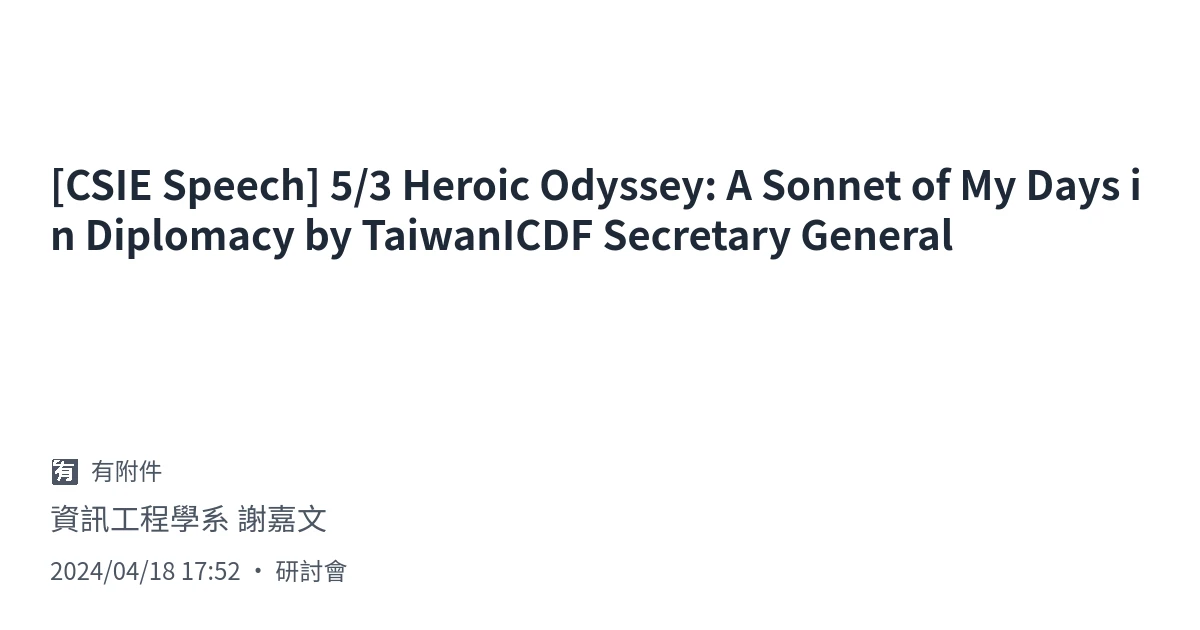 [CSIE Speech] 5/3 Heroic Odyssey: A Sonnet of My Days i
n Diplomacy by TaiwanICDF Secretary General
有 有附件
資訊工程學系 謝嘉文
2024/04/18 17:52 ・ 研討會